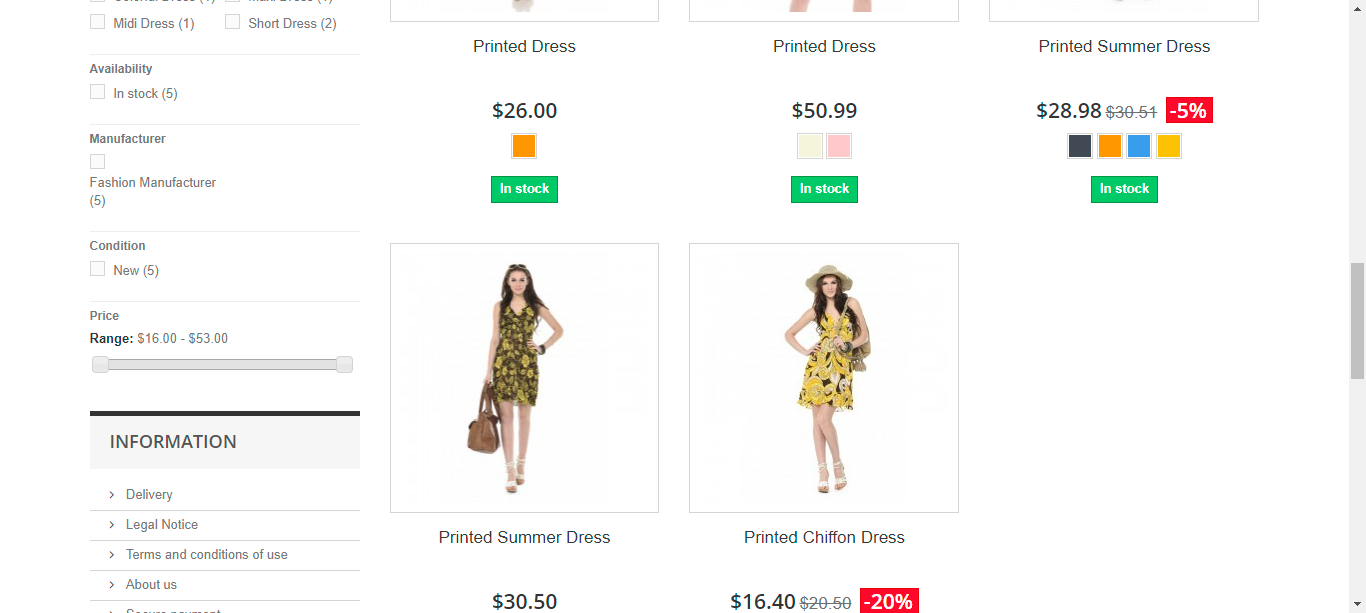 Midi Dress (1)
Short Dress (2)
Availability
In stock (5)
Manufacturer
Fashion Manufacturer
(5)
Condition
New (5)
Price
Range: $16.00 - $53.00
INFORMATION
Delivery
Legal Notice
Terms and conditions of use
About us
Printed Dress
$26.00
In stock
Printed Dress
$50.99
In stock
Printed Summer Dress
$28.98 $30.51 -5%
In stock
Printed Summer Dress
$30.50
Printed Chiffon Dress
$16.40 $20.50 -20%